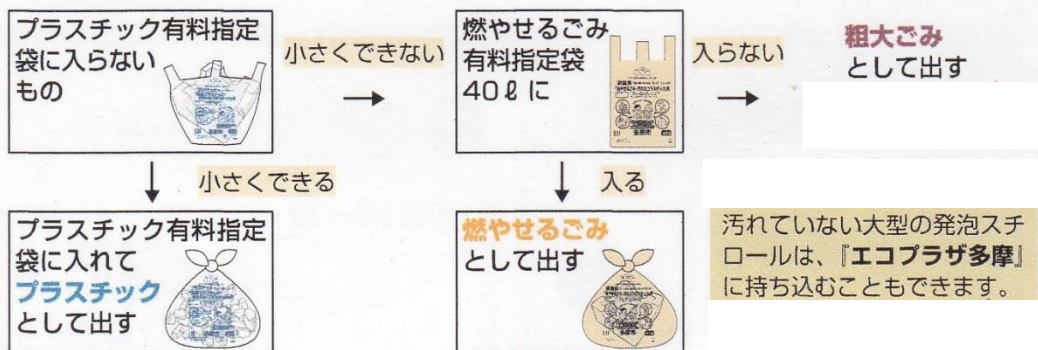 プラスチック有料指定
袋に入らない
もの
小さくできない
燃やせるごみ
有料指定袋
40ℓに
入らない
粗大ごみ
として出す
小さくできる
入る
プラスチック有料指定
袋に入れて
プラスチック
として出す
燃やせるごみ
として出す
汚れていない大型の発泡スチ
ロールは、『エコプラザ多摩』
に持ち込むこともできます。
多摩市